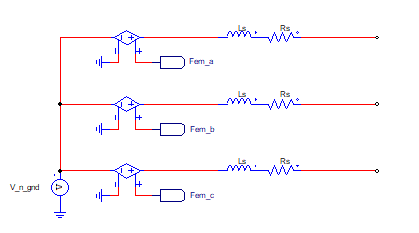 Ls Rs
Fem_a
Ls Rs
Fem_b
Ls Rs
V_n_gnd
Fem_c